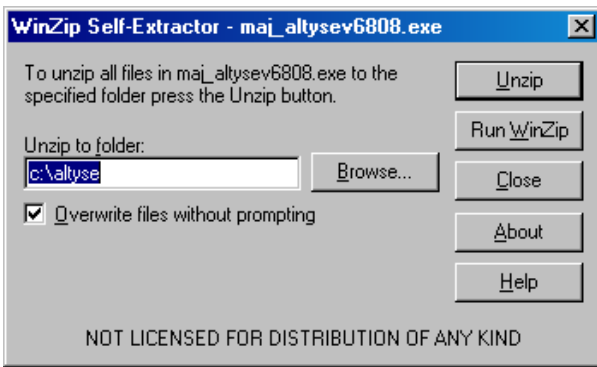 WinZip Self-Extractor - maj_altysev6808.exe
To unzip all files in maj_altysev6808.exe to the
specified folder press the Unzip button.
Unzip to folder:
c:\altyse
Browse...
Overwrite files without prompting
Unzip
Run WinZip
Close
About
Help
NOT LICENSED FOR DISTRIBUTION OF ANY KIND